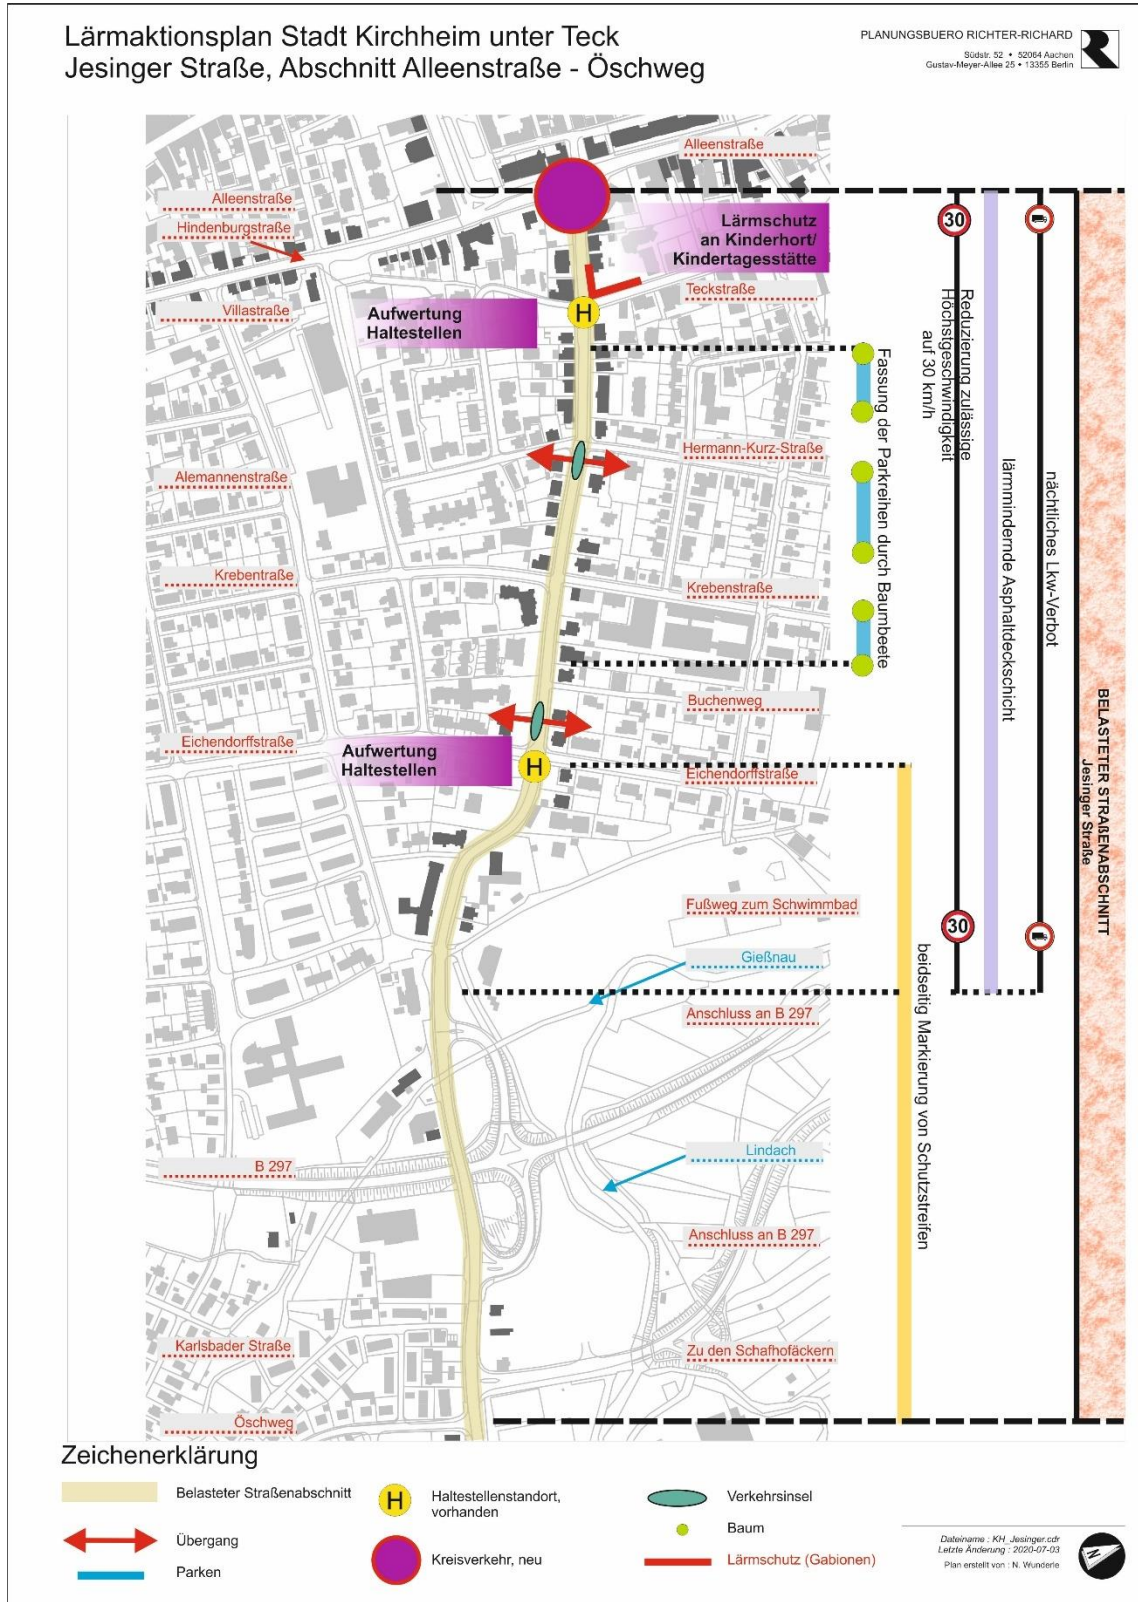 Lärmaktionsplan Stadt Kirchheim unter Teck
Jesinger Straße, Abschnitt Alleenstraße - Öschweg
PLANUNGSBUERO RICHTER-RICHARD
Südstr. 52 • 52064 Aachen
Gustav-Meyer-Allee 25 • 13355 Berlin
Alleenstraße
Alleenstraße
Hindenburgstraße
Lärmschutz
an Kinderhort/
Kindertagesstätte
30
Teckstraße
Villastraße
Aufwertung
Haltestellen
H
Reduzierung zulässige
Höchstgeschwindigkeit
auf 30 km/h
Fassung der Parkreihen durch Baumbeete
lärmmindernde Asphaltdeckschicht
nächtliches Lkw-Verbot
Hermann-Kurz-Straße
Alemannenstraße
Krebentraße
Krebenstraße
Buchenweg
BELASTETER STRAßENABSCHNITT
Jesinger Straße
Eichendorffstraße
Aufwertung
Haltestellen
H
Eichendorffstraße
Fußweg zum Schwimmbad
30
Gießnau
beidseitig Markierung von Schutzstreifen
Anschluss an B 297
Lindach
B 297
Anschluss an B 297
Karlsbader Straße
Zu den Schafhofäckern
Öschweg
Zeichenerklärung
Belasteter Straßenabschnitt
H
Haltestellenstandort,
vorhanden
Verkehrsinsel
Übergang
Kreisverkehr, neu
Baum
Parken
Lärmschutz (Gabionen)
Dateiname : KH_Jesinger.cdr
Letzte Änderung : 2020-07-03
Plan erstellt von : N. Wunderle
N